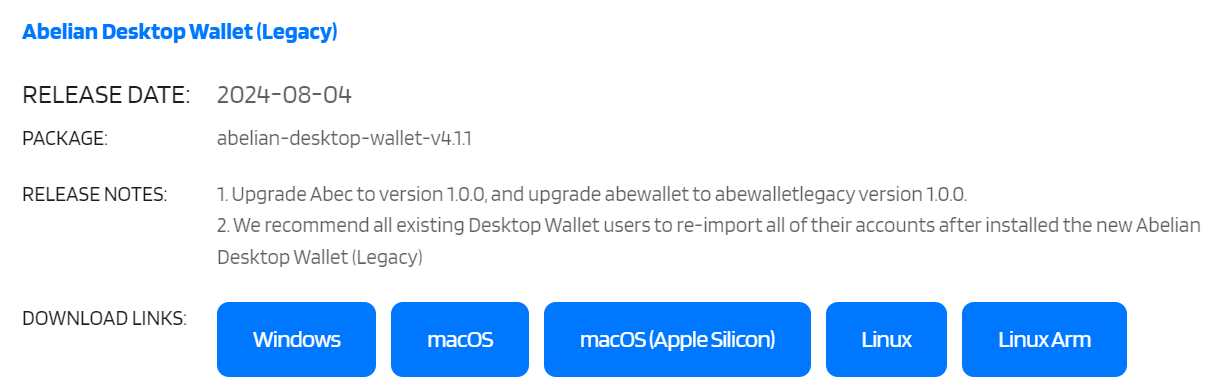 Abelian Desktop Wallet (Legacy)
RELEASE DATE: 2024-08-04
PACKAGE: abelian-desktop-wallet-v4.1.1
RELEASE NOTES: 1. Upgrade Abec to version 1.0.0, and upgrade abewallet to abewalletlegacy version 1.0.0.
2. We recommend all existing Desktop Wallet users to re-import all of their accounts after installed the new Abelian
Desktop Wallet (Legacy)
DOWNLOAD LINKS: Windows macOS macOS (Apple Silicon) Linux Linux Arm